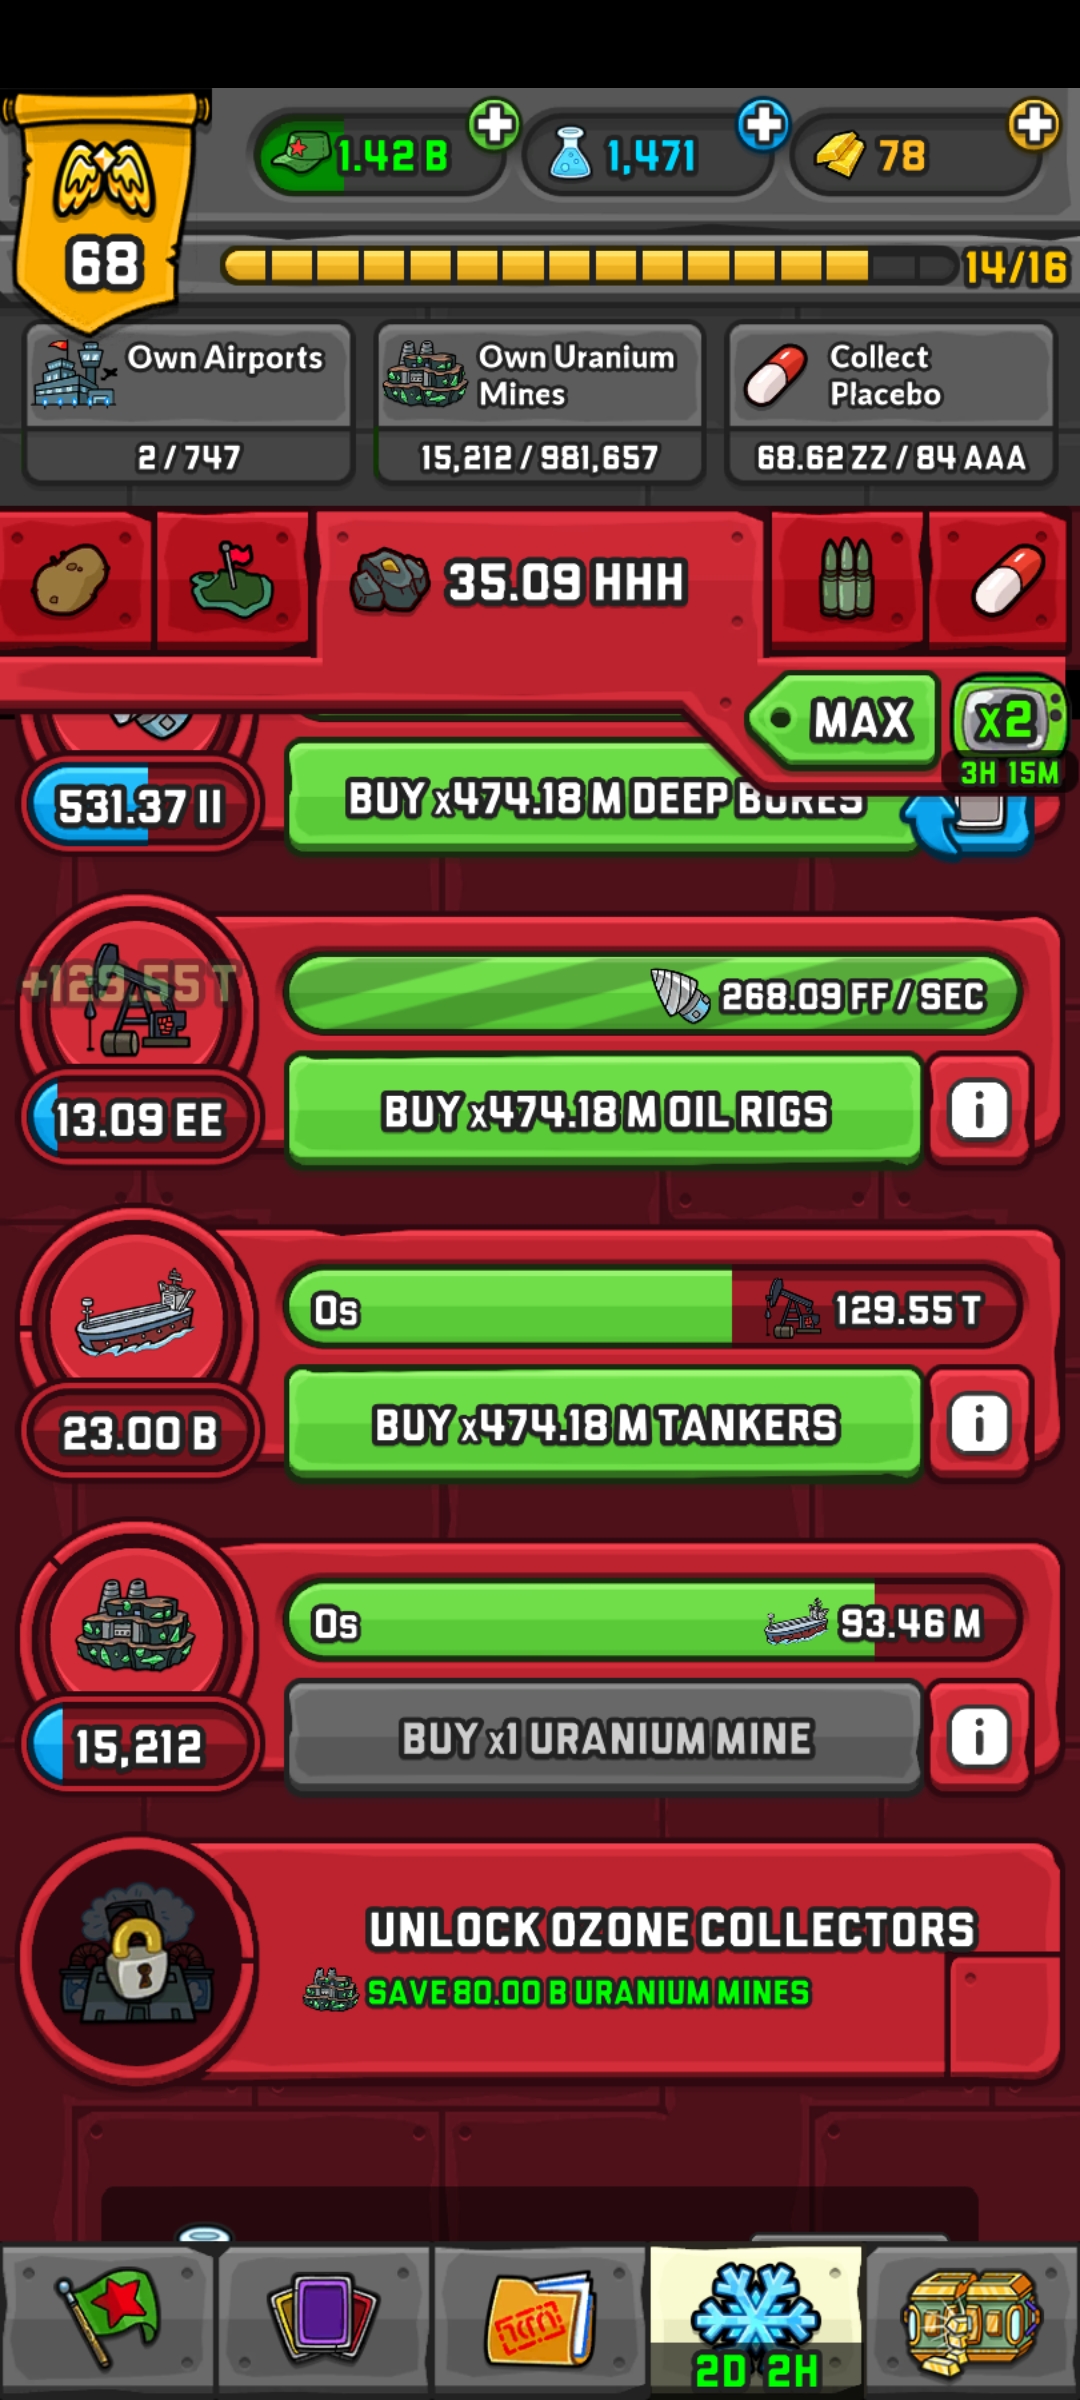 1.42 B
1,471
78
68
14/16
Own Airports
2 / 747
Own Uranium
Mines
15,212 / 981,657
Collect
Placebo
68.62 ZZ / 84 AAA
35.09 HHH
MAX
x2
3H 15M
531.37 II
BUY x474.18 M DEEP BORES
+129.55 T
268.09 FF / SEC
13.09 EE
BUY x474.18 M OIL RIGS
i
0s
129.55 T
23.00 B
BUY x474.18 M TANKERS
i
0s
93.46 M
15,212
BUY x1 URANIUM MINE
i
UNLOCK OZONE COLLECTORS
SAVE 80.00 B URANIUM MINES
2D 2H